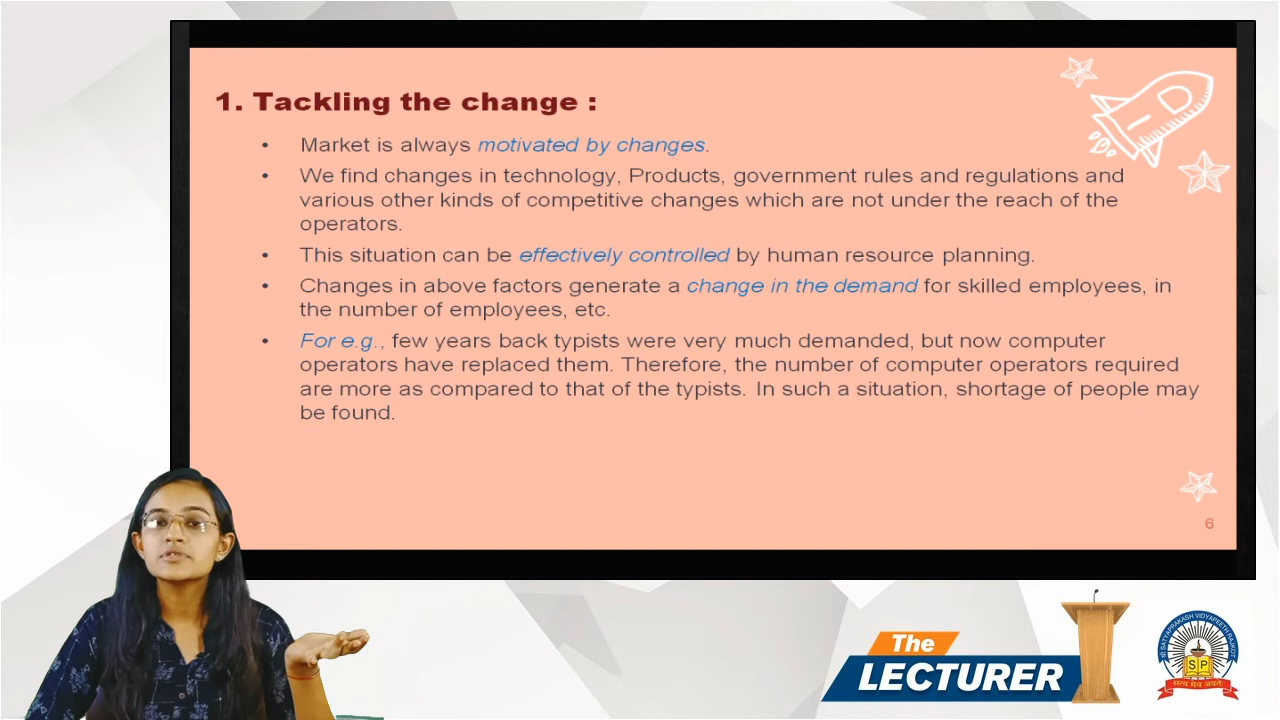 1. Tackling the change :
• Market is always motivated by changes.
• We find changes in technology, Products, government rules and regulations and
various other kinds of competitive changes which are not under the reach of the
operators.
• This situation can be effectively controlled by human resource planning.
• Changes in above factors generate a change in the demand for skilled employees, in
the number of employees, etc.
• For e.g., few years back typists were very much demanded, but now computer
operators have replaced them. Therefore, the number of computer operators required
are more as compared to that of the typists. In such a situation, shortage of people may
be found.
6
The
LECTURER
SATYAPRAKASH VIDYAPEETH RAJKOT
S P
सत्य मेव जयते